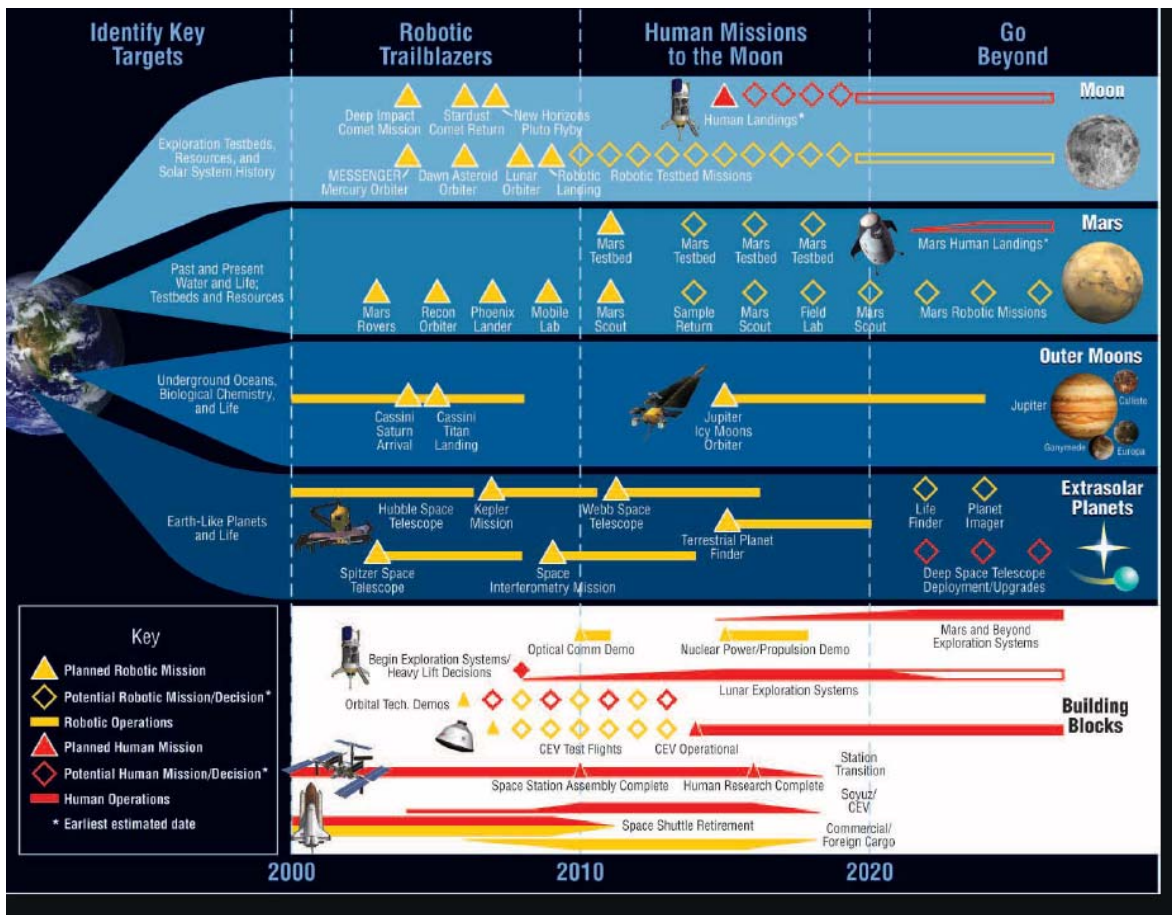 Identify Key
Targets
Robotic
Trailblazers
Human Missions
to the Moon
Go
Beyond
Exploration Testbeds,
Resources, and
Solar System History
Deep Impact
Comet Mission
Stardust
Comet Return
New Horizons
Pluto Flyby
Human Landings*
Moon
MESSENGER
Mercury Orbiter
Dawn Asteroid
Orbiter
Lunar
Orbiter
Robotic
Landing
Robotic Testbed Missions
Past and Present
Water and Life;
Testbeds and Resources
Mars
Testbed
Mars
Testbed
Mars
Testbed
Mars
Testbed
Mars Human Landings*
Mars
Mars
Rovers
Recon
Orbiter
Phoenix
Lander
Mobile
Lab
Mars
Scout
Sample
Return
Mars
Scout
Field
Lab
Mars
Scout
Mars Robotic Missions
Underground Oceans,
Biological Chemistry,
and Life
Cassini
Saturn
Arrival
Cassini
Titan
Landing
Jupiter
Icy Moons
Orbiter
Outer Moons
Jupiter
Callisto
Ganymede
Europa
Earth-Like Planets
and Life
Hubble Space
Telescope
Kepler
Mission
Webb Space
Telescope
Terrestrial Planet
Finder
Life
Finder
Planet
Imager
Extrasolar
Planets
Spitzer Space
Telescope
Space
Interferometry Mission
Deep Space Telescope
Deployment/Upgrades
Key
Planned Robotic Mission
Potential Robotic Mission/Decision*
Robotic Operations
Planned Human Mission
Potential Human Mission/Decision*
Human Operations
* Earliest estimated date
Mars and Beyond
Exploration Systems
Optical Comm Demo
Nuclear Power/Propulsion Demo
Begin Exploration Systems/
Heavy Lift Decisions
Lunar Exploration Systems
Orbital Tech. Demos
Building
Blocks
CEV Test Flights
CEV Operational
Station
Transition
Space Station Assembly Complete
Human Research Complete
Soyuz/
CEV
Space Shuttle Retirement
Commercial/
Foreign Cargo
2000
2010
2020